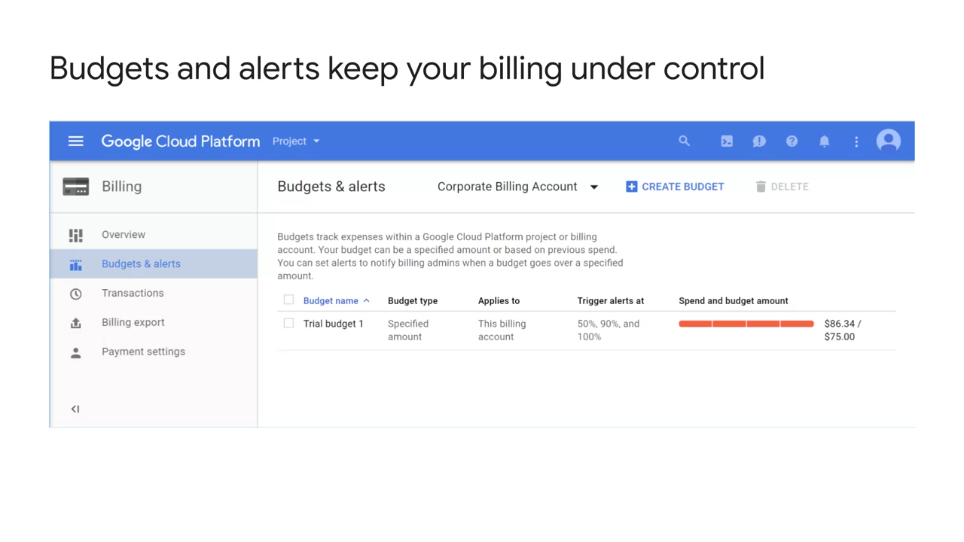 Budgets and alerts keep your billing under control
Google Cloud Platform Project
Billing
Budgets & alerts Corporate Billing Account CREATE BUDGET DELETE
Overview
Budgets & alerts
Transactions
Billing export
Payment settings
Budgets track expenses within a Google Cloud Platform project or billing
account. Your budget can be a specified amount or based on previous spend.
You can set alerts to notify billing admins when a budget goes over a specified
amount.
Budget name Budget type Applies to Trigger alerts at Spend and budget amount
Trial budget 1 Specified This billing 50%, 90%, and $86.34 /
amount account 100% $75.00